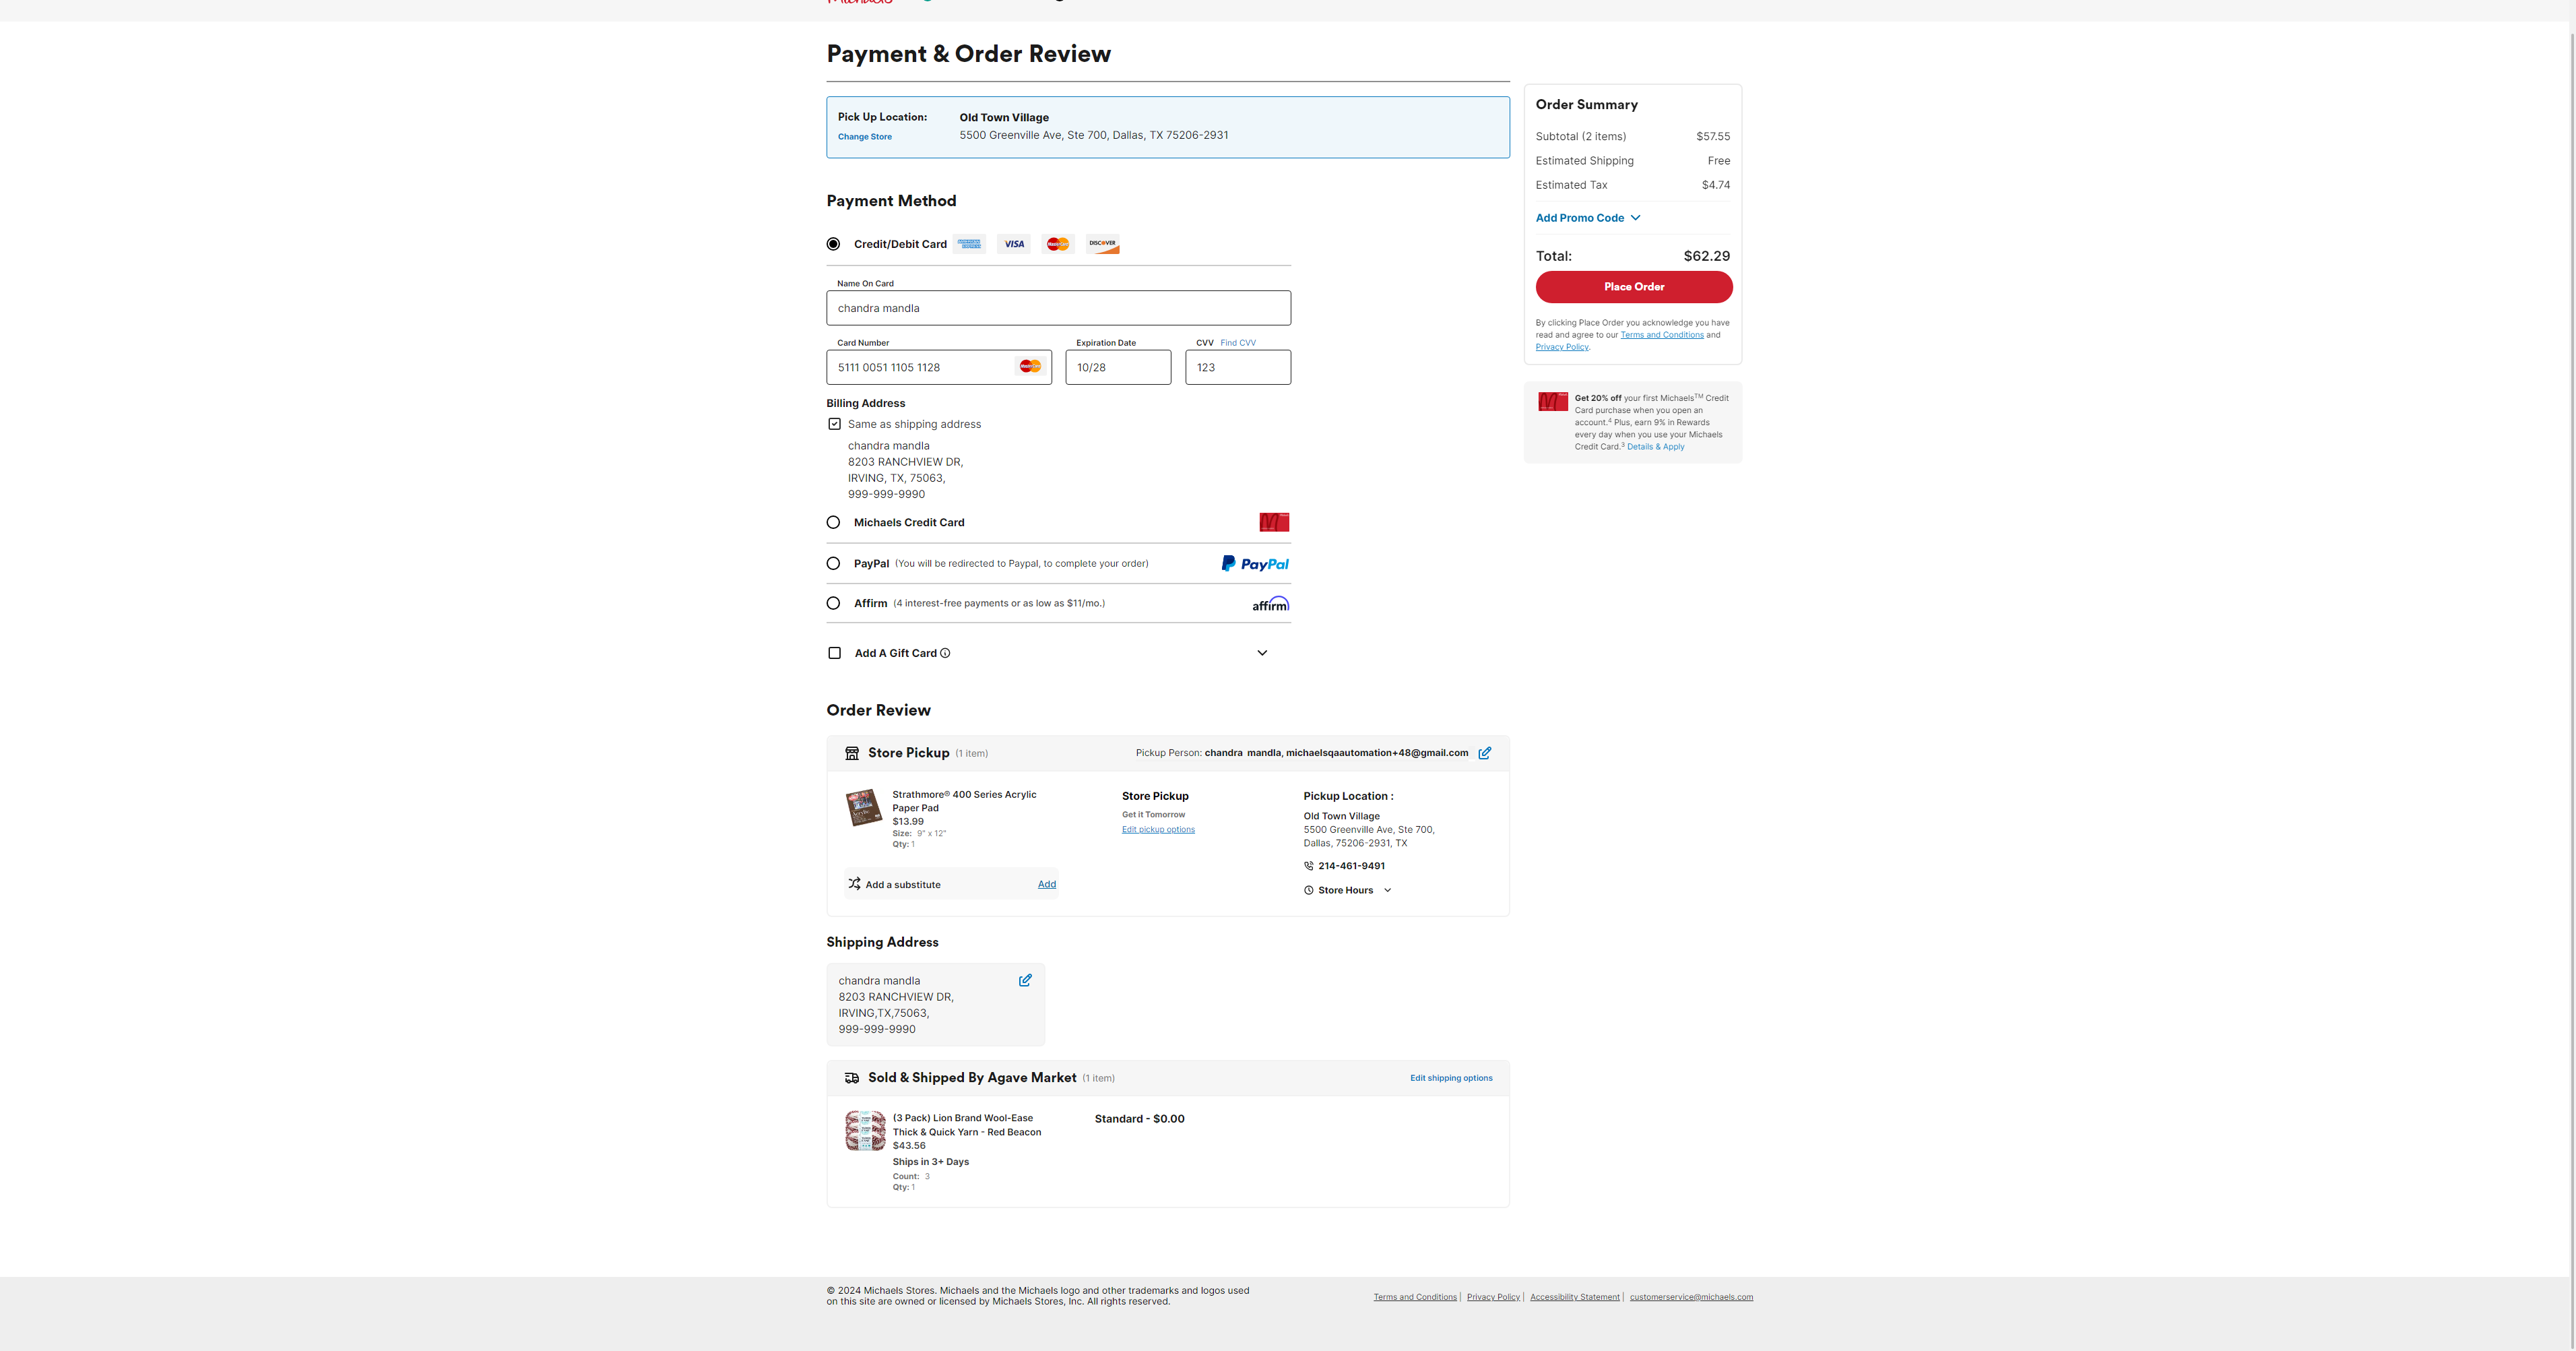 Michaels
Payment & Order Review
Pick Up Location:
Change Store
Old Town Village
5500 Greenville Ave, Ste 700, Dallas, TX 75206-2931
Payment Method
Credit/Debit Card
VISA
MasterCard
DISCOVER
Name On Card
chandra mandla
Card Number
5111 0051 1105 1128
Expiration Date
10/28
CVV Find CVV
123
Billing Address
Same as shipping address
chandra mandla
8203 RANCHVIEW DR,
IRVING, TX, 75063,
999-999-9990
Michaels Credit Card
PayPal (You will be redirected to Paypal, to complete your order)
PayPal
Affirm (4 interest-free payments or as low as $11/mo.)
affirm
Add A Gift Card
Order Review
Store Pickup (1 item)
Pickup Person: chandra mandla, michaelsqaautomation+48@gmail.com
Strathmore® 400 Series Acrylic
Paper Pad
$13.99
Size: 9" x 12"
Qty: 1
Add a substitute
Add
Store Pickup
Get it Tomorrow
Edit pickup options
Pickup Location :
Old Town Village
5500 Greenville Ave, Ste 700,
Dallas, 75206-2931, TX
214-461-9491
Store Hours
Shipping Address
chandra mandla
8203 RANCHVIEW DR,
IRVING,TX,75063,
999-999-9990
Sold & Shipped By Agave Market (1 item)
Edit shipping options
(3 Pack) Lion Brand Wool-Ease
Thick & Quick Yarn - Red Beacon
$43.56
Ships in 3+ Days
Count: 3
Qty: 1
Standard - $0.00
Order Summary
Subtotal (2 items) $57.55
Estimated Shipping Free
Estimated Tax $4.74
Add Promo Code
Total: $62.29
Place Order
By clicking Place Order you acknowledge you have
read and agree to our Terms and Conditions and
Privacy Policy.
Get 20% off your first Michaels™ Credit
Card purchase when you open an
account.⁴ Plus, earn 9% in Rewards
every day when you use your Michaels
Credit Card.³ Details & Apply
© 2024 Michaels Stores. Michaels and the Michaels logo and other trademarks and logos used
on this site are owned or licensed by Michaels Stores, Inc. All rights reserved.
Terms and Conditions | Privacy Policy | Accessibility Statement | customerservice@michaels.com